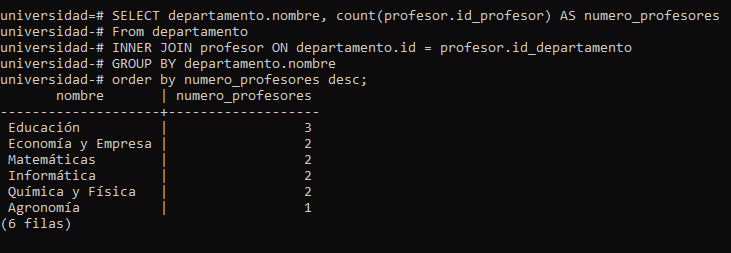 universidad=# SELECT departamento.nombre, count(profesor.id_profesor) AS numero_profesores
universidad-# From departamento
universidad-# INNER JOIN profesor ON departamento.id = profesor.id_departamento
universidad-# GROUP BY departamento.nombre
universidad-# order by numero_profesores desc;
       nombre       | numero_profesores
--------------------+-------------------
 Educación          |                 3
 Economía y Empresa |                 2
 Matemáticas        |                 2
 Informática        |                 2
 Química y Física   |                 2
 Agronomía          |                 1
(6 filas)